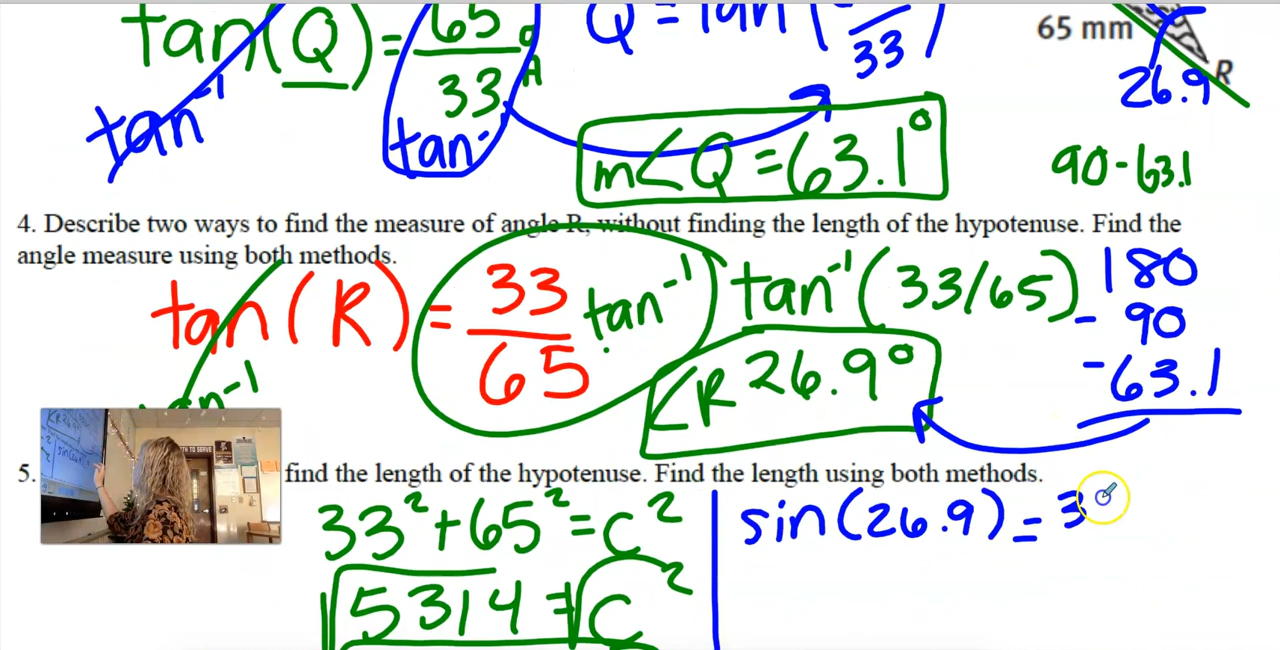 tan(Q) = 65 O
33 A
tan⁻¹
tan⁻
Q = tan (
33 )
65 mm
R
26.9
m∠Q = 63.1°
90-63.1
4. Describe two ways to find the measure of angle R, without finding the length of the hypotenuse. Find the
angle measure using both methods.
tan(R) = 33
65
tan⁻¹
tan⁻¹(33/65)
∠R 26.9°
180
- 90
-63.1
5.
find the length of the hypotenuse. Find the length using both methods.
33² + 65² = c²
√5314 = √c²
sin(26.9) = 3